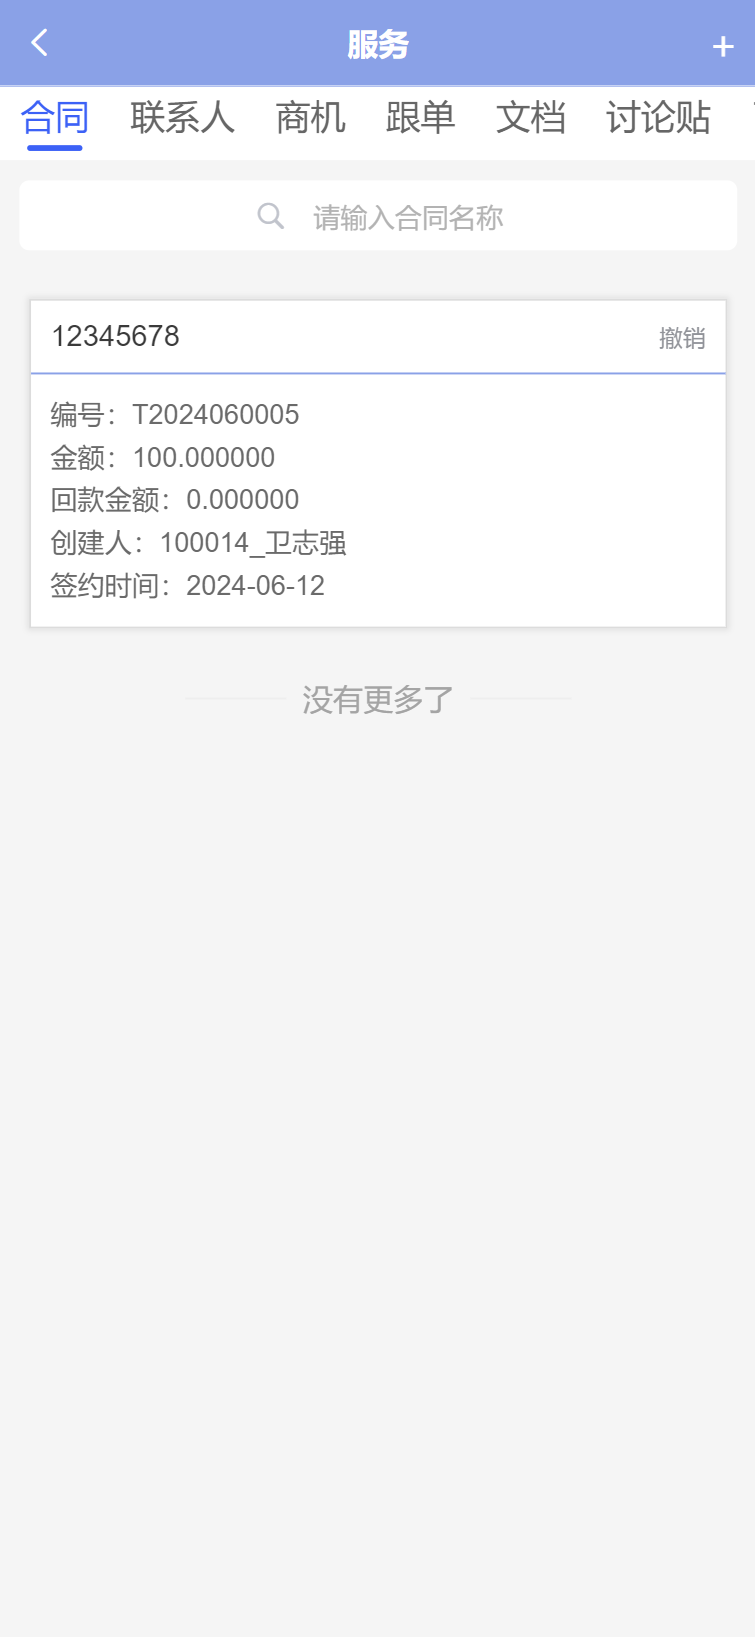 服务
合同 联系人 商机 跟单 文档 讨论贴
请输入合同名称
12345678 撤销
编号：T2024060005
金额：100.000000
回款金额：0.000000
创建人：100014_卫志强
签约时间：2024-06-12
没有更多了